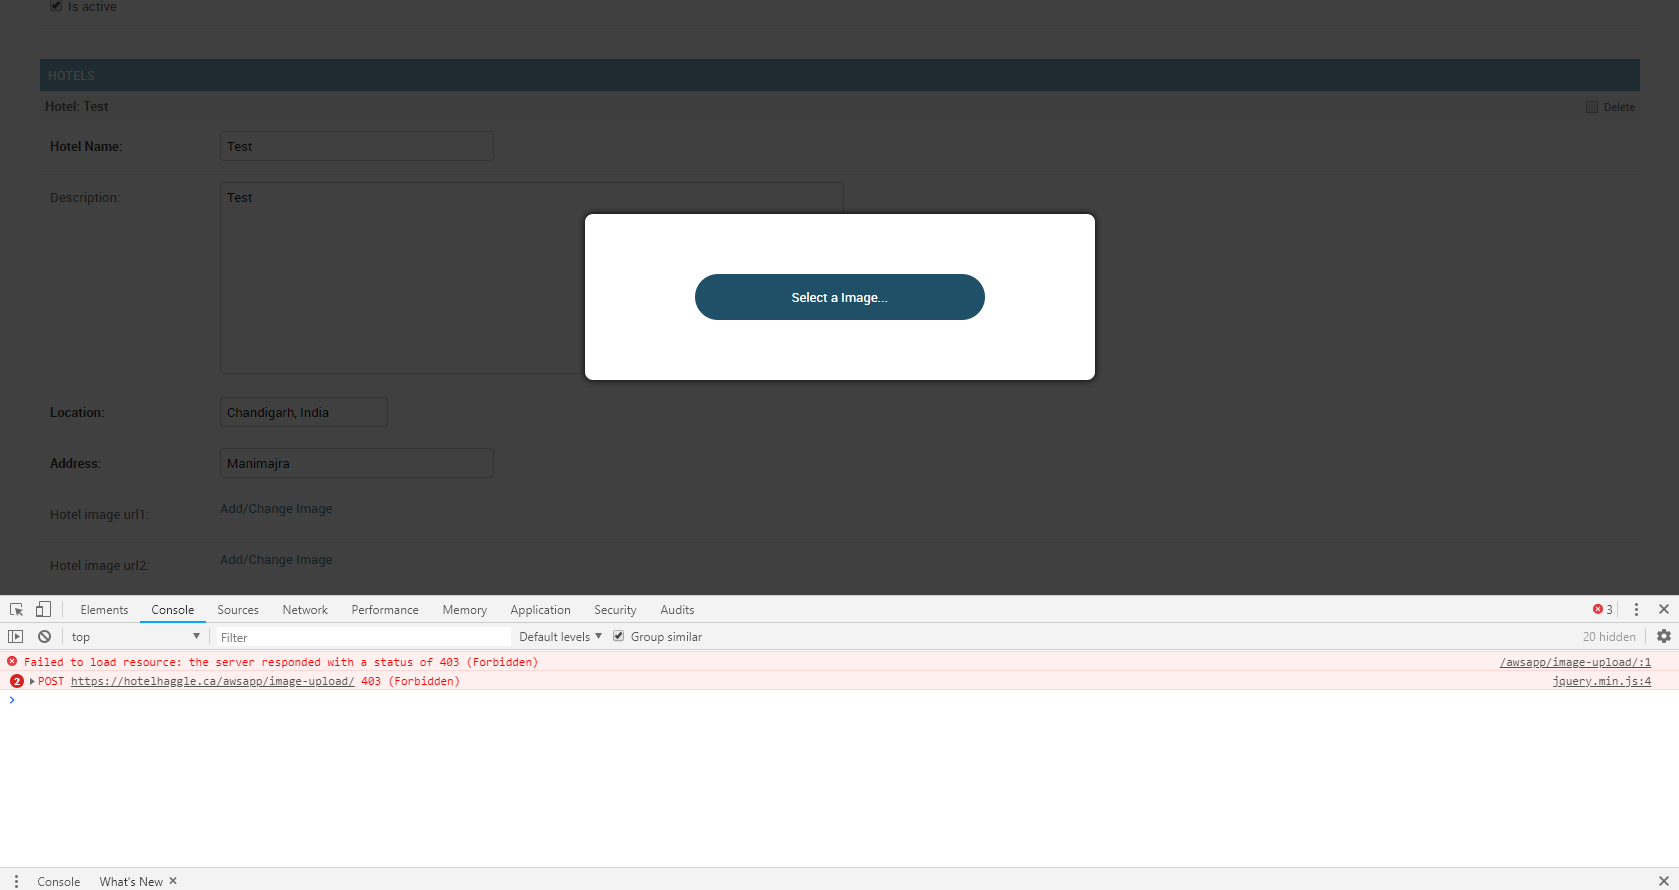 Is active
HOTELS
Hotel: Test
Delete
Hotel Name:
Test
Description:
Test
Select a Image...
Location:
Chandigarh, India
Address:
Manimajra
Hotel image url1:
Add/Change Image
Hotel image url2:
Add/Change Image
Elements Console Sources Network Performance Memory Application Security Audits 3
top Filter Default levels Group similar 20 hidden
Failed to load resource: the server responded with a status of 403 (Forbidden) /awsapp/image-upload/:1
2 POST https://hotelhaggle.ca/awsapp/image-upload/ 403 (Forbidden) jquery.min.js:4
Console What's New